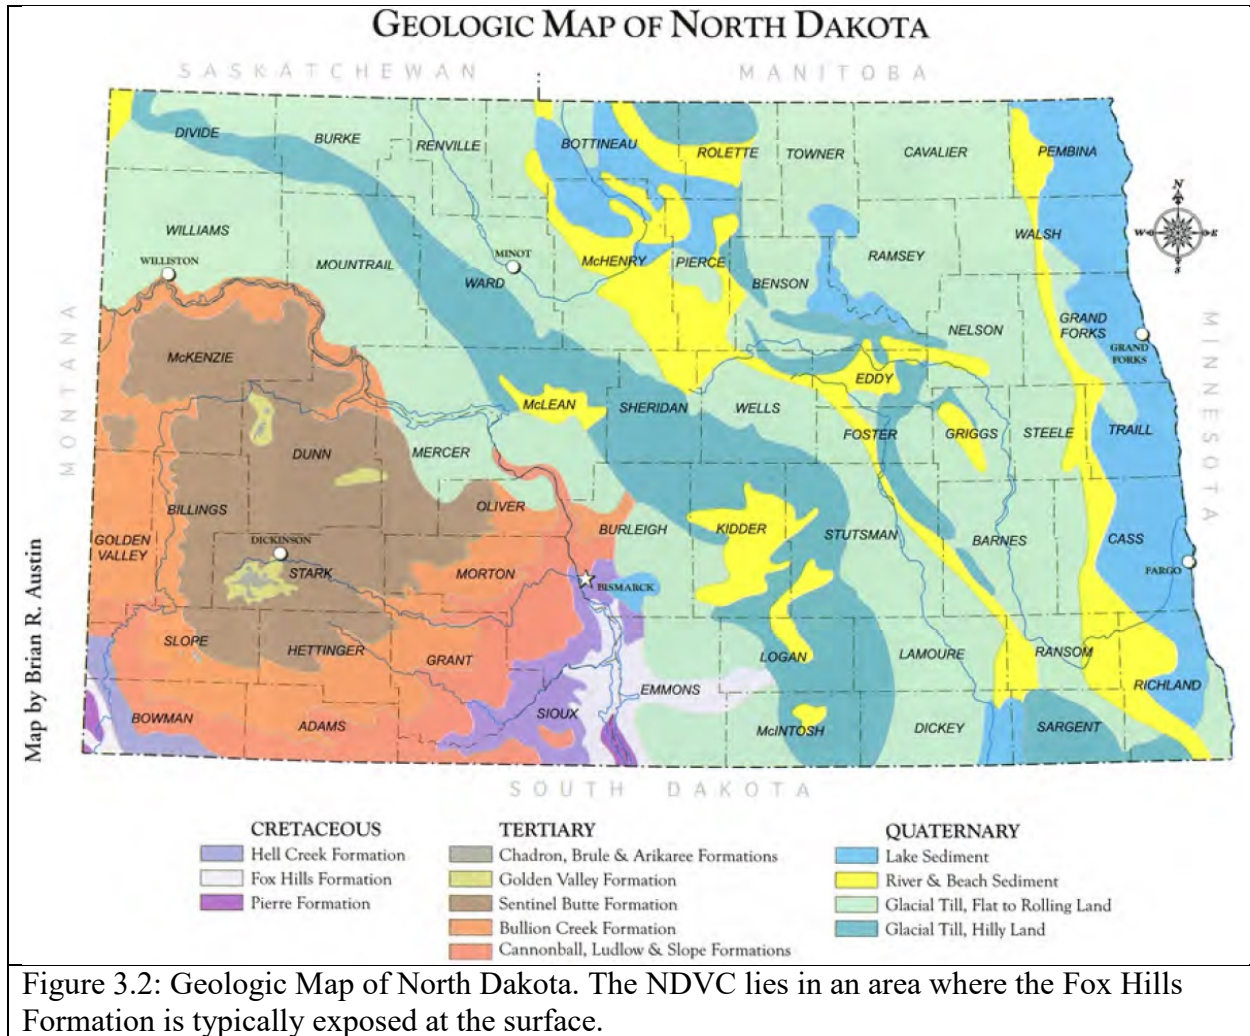 GEOLOGIC MAP OF NORTH DAKOTA
SASKATCHEWAN
MANITOBA
DIVIDE
BURKE
RENVILLE
BOTTINEAU
ROLETTE
TOWNER
CAVALIER
PEMBINA
WILLIAMS
WILLISTON
MOUNTRAIL
WARD
MINOT
McHENRY
PIERCE
BENSON
RAMSEY
WALSH
N
W
E
S
MONTANA
MINNESOTA
McKENZIE
NELSON
GRAND
FORKS
GRAND
FORKS
McLEAN
SHERIDAN
WELLS
EDDY
DUNN
MERCER
FOSTER
GRIGGS
STEELE
TRAILL
BILLINGS
OLIVER
GOLDEN
VALLEY
DICKINSON
STARK
MORTON
BURLEIGH
BISMARCK
KIDDER
STUTSMAN
BARNES
CASS
FARGO
SLOPE
HETTINGER
GRANT
EMMONS
LOGAN
LAMOURE
RANSOM
RICHLAND
BOWMAN
ADAMS
SIOUX
McINTOSH
DICKEY
SARGENT
SOUTH DAKOTA
Map by Brian R. Austin
CRETACEOUS
Hell Creek Formation
Fox Hills Formation
Pierre Formation
TERTIARY
Chadron, Brule & Arikaree Formations
Golden Valley Formation
Sentinel Butte Formation
Bullion Creek Formation
Cannonball, Ludlow & Slope Formations
QUATERNARY
Lake Sediment
River & Beach Sediment
Glacial Till, Flat to Rolling Land
Glacial Till, Hilly Land
Figure 3.2: Geologic Map of North Dakota. The NDVC lies in an area where the Fox Hills
Formation is typically exposed at the surface.